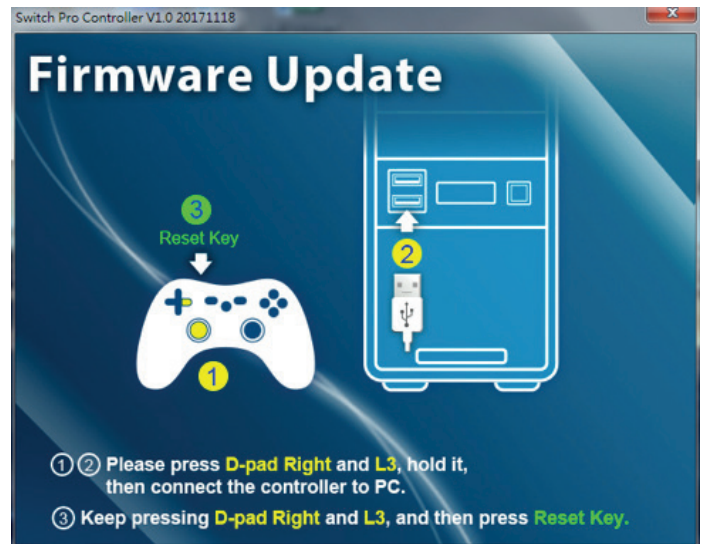 Switch Pro Controller V1.0 20171118
Firmware Update
3
Reset Key
2
1
① ② Please press D-pad Right and L3, hold it,
then connect the controller to PC.
③ Keep pressing D-pad Right and L3, and then press Reset Key.